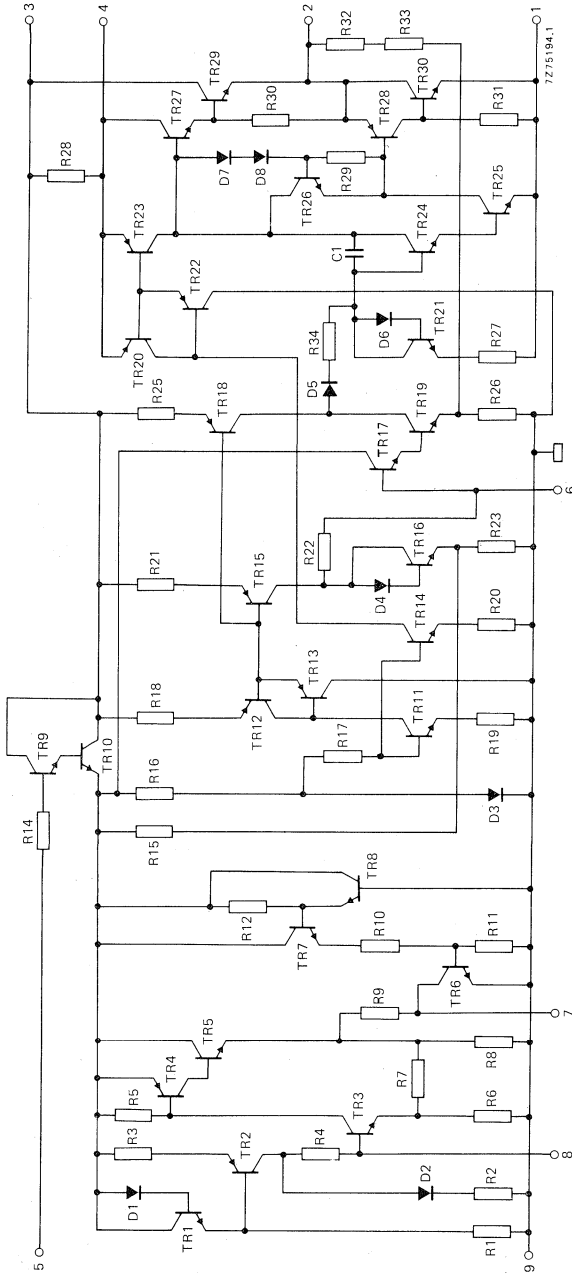 3
4
2
1
5
9
8
7
6
R28
TR27
TR29
R32
R33
R30
TR28
TR30
R31
7Z75194.1
TR23
D7
D8
TR26
R29
TR25
TR24
C1
TR22
TR20
R34
D6
TR21
R27
D5
R25
TR18
TR17
TR19
R26
R21
TR15
R22
D4
TR16
R23
TR14
R20
R18
TR12
TR13
TR11
R19
R17
R16
R15
D3
TR9
TR10
R14
TR8
R12
TR7
R10
R11
TR6
R9
TR5
TR4
R5
R7
R8
TR3
R6
R3
TR2
R4
D1
TR1
D2
R2
R1